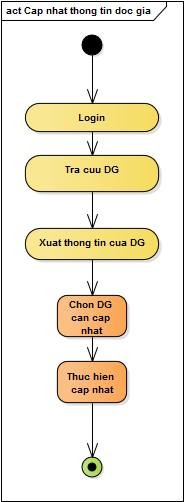 act Cap nhat thong tin doc gia
Login
Tra cuu DG
Xuat thong tin cua DG
Chon DG
can cap
nhat
Thuc hien
cap nhat